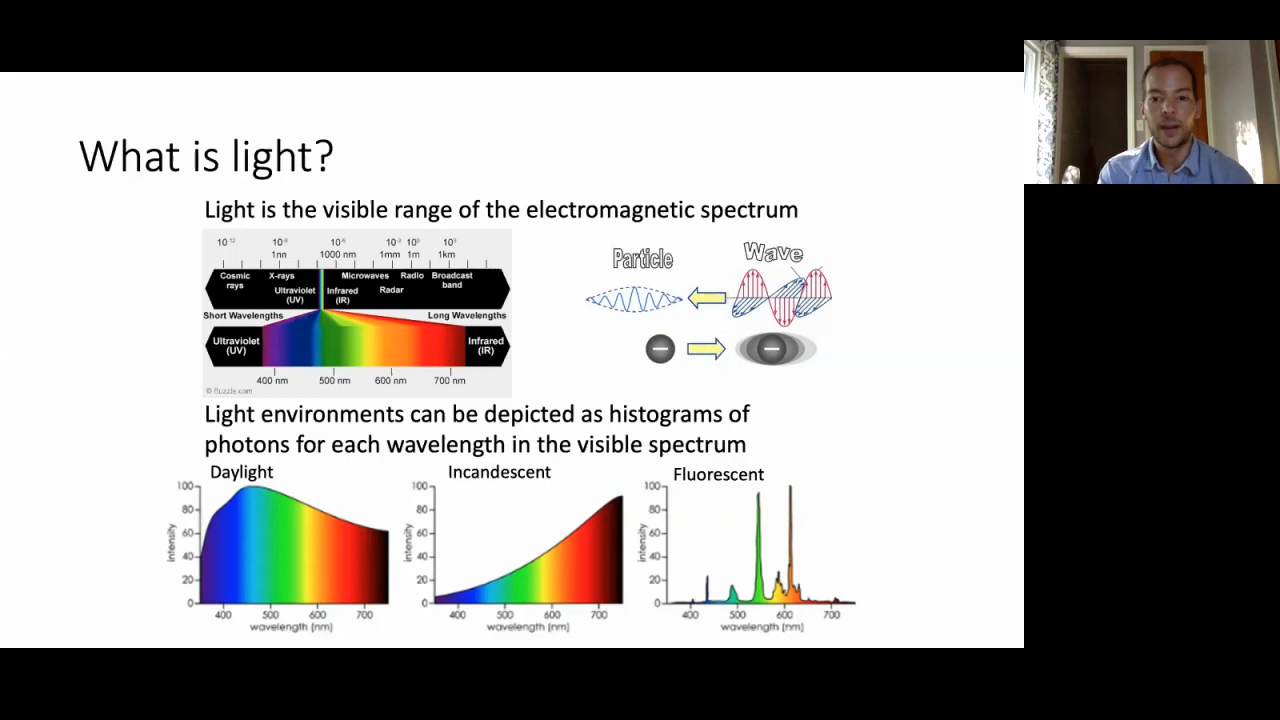 What is light?
Light is the visible range of the electromagnetic spectrum
10-12 10-9 10-6 10-2 100 103
1nn 1000 nm 1mm 1m 1km
Cosmic rays X-rays Microwaves Radio Broadcast band
Ultraviolet (UV) Infrared (IR) Radar
Short Wavelengths Long Wavelengths
Ultraviolet (UV) Infrared (IR)
400 nm 500 nm 600 nm 700 nm
© fluzzle.com
Particle Wave
Light environments can be depicted as histograms of
photons for each wavelength in the visible spectrum
Daylight
100
80
60
40
20
0
intensity
400 500 600 700
wavelength (nm)
Incandescent
100
80
60
40
20
0
intensity
400 500 600 700
wavelength (nm)
Fluorescent
100
80
60
40
20
0
intensity
400 500 600 700
wavelength (nm)